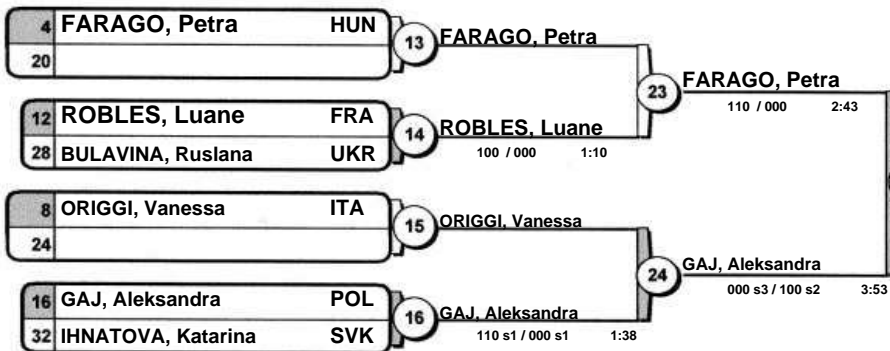 4 FARAGO, Petra HUN
20
13
FARAGO, Petra
12 ROBLES, Luane FRA
28 BULAVINA, Ruslana UKR
14
ROBLES, Luane
100 / 000 1:10
23
FARAGO, Petra
110 / 000 2:43
8 ORIGGI, Vanessa ITA
24
15
ORIGGI, Vanessa
16 GAJ, Aleksandra POL
32 IHNATOVA, Katarina SVK
16
GAJ, Aleksandra
110 s1 / 000 s1 1:38
24
GAJ, Aleksandra
000 s3 / 100 s2 3:53